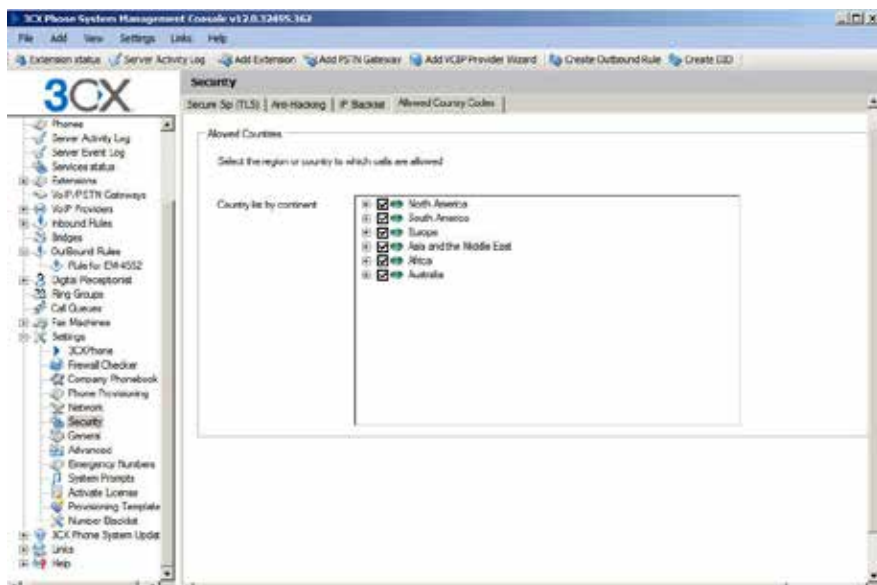 3CX Phone System Management Console v12.0.32495.362
File Add View Settings Links Help
Extension status Server Activity Log Add Extension Add PSTN Gateway Add VOIP Provider Wizard Create Outbound Rule Create DID
3CX
Security
Secure Sip (TLS) Anti-Hacking IP Blacklist Allowed Country Codes
Phones
Server Activity Log
Server Event Log
Services status
Extensions
VoIP/PSTN Gateways
VoIP Providers
Inbound Rules
Bridges
OutBound Rules
Rule for EM-4552
Digital Receptionist
Ring Groups
Call Queues
Fax Machines
Settings
3CXPhone
Firewall Checker
Company Phonebook
Phone Provisioning
Network
Security
General
Advanced
Emergency Numbers
System Prompts
Activate License
Provisioning Template
Number Blacklist
3CX Phone System Updat
Links
Help
Allowed Countries
Select the region or country to which calls are allowed
Country list by continent
North America
South America
Europe
Asia and the Middle East
Africa
Australia